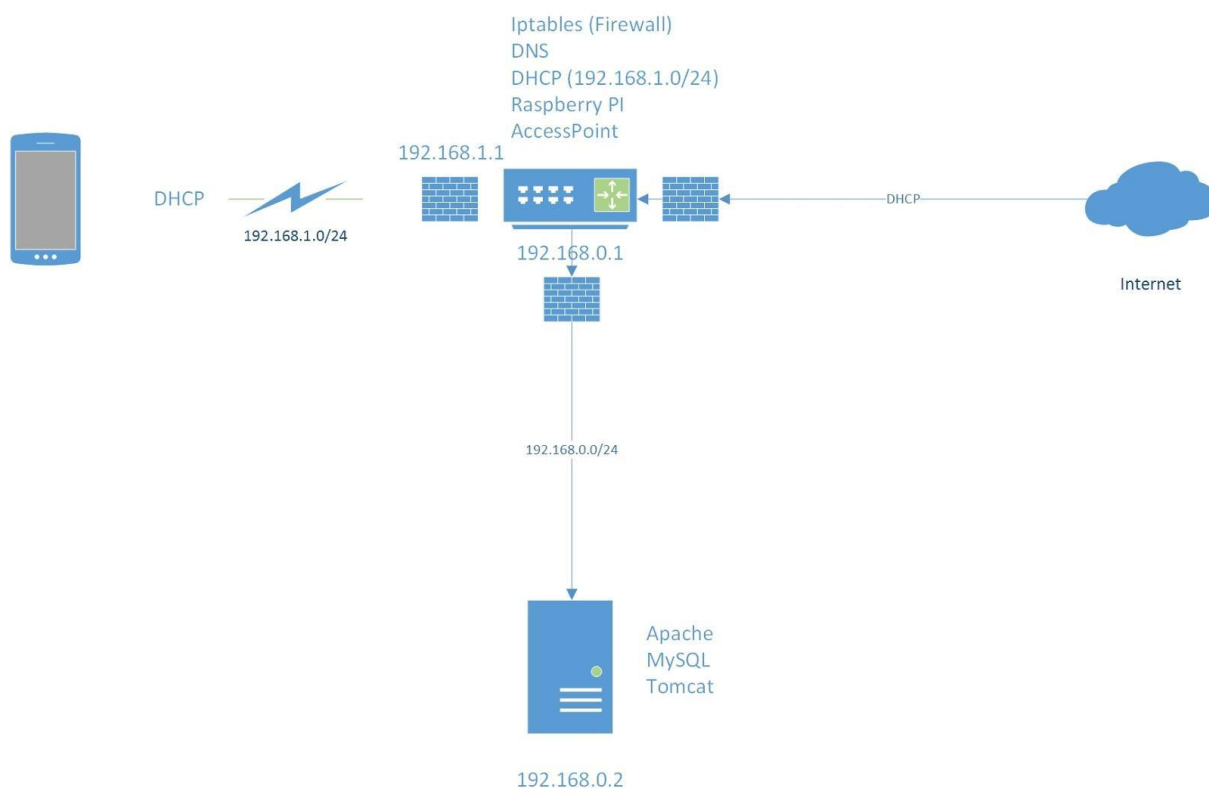 Iptables (Firewall)
DNS
DHCP (192.168.1.0/24)
Raspberry PI
AccessPoint
192.168.1.1
DHCP
192.168.1.0/24
DHCP
192.168.0.1
Internet
192.168.0.0/24
Apache
MySQL
Tomcat
192.168.0.2